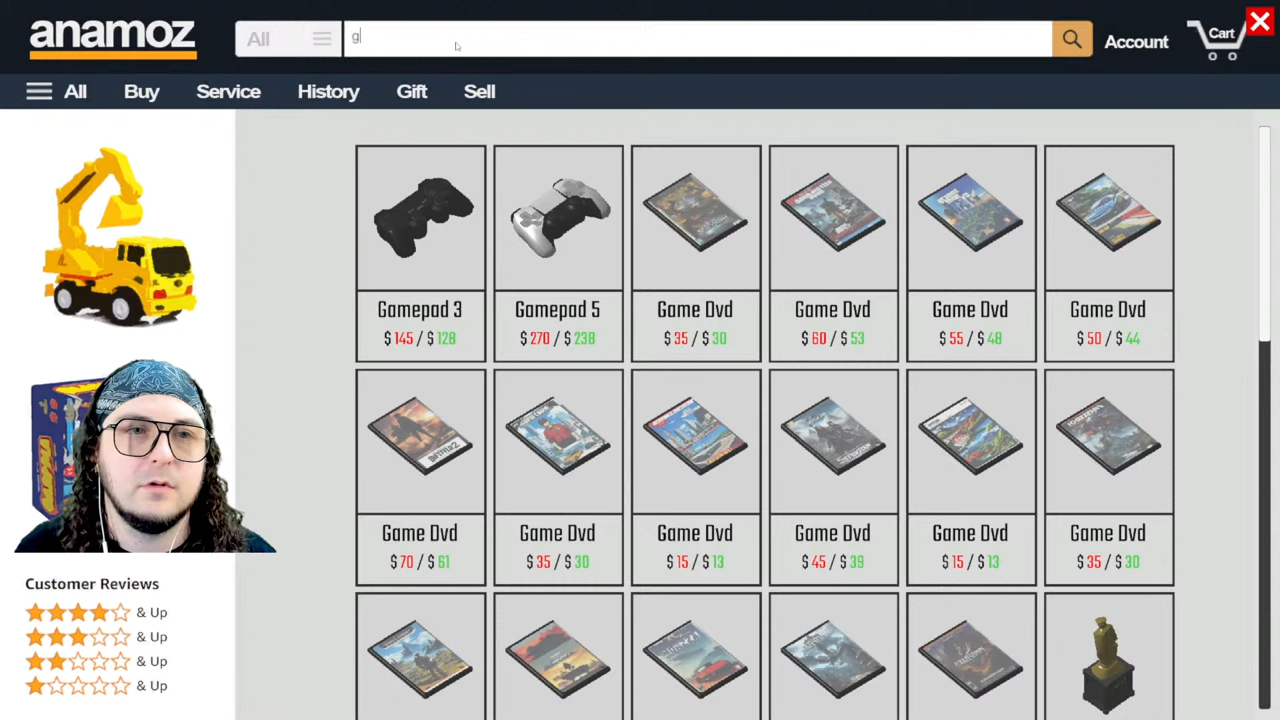 anamoz
All
g
Account
Cart
All Buy Service History Gift Sell
Gamepad 3
$ 145 / $ 128
Gamepad 5
$ 270 / $ 238
Game Dvd
$ 35 / $ 30
Game Dvd
$ 60 / $ 53
Game Dvd
$ 55 / $ 48
Game Dvd
$ 50 / $ 44
Game Dvd
$ 70 / $ 61
Game Dvd
$ 35 / $ 30
Game Dvd
$ 15 / $ 13
Game Dvd
$ 45 / $ 39
Game Dvd
$ 15 / $ 13
Game Dvd
$ 35 / $ 30
Customer Reviews
& Up
& Up
& Up
& Up